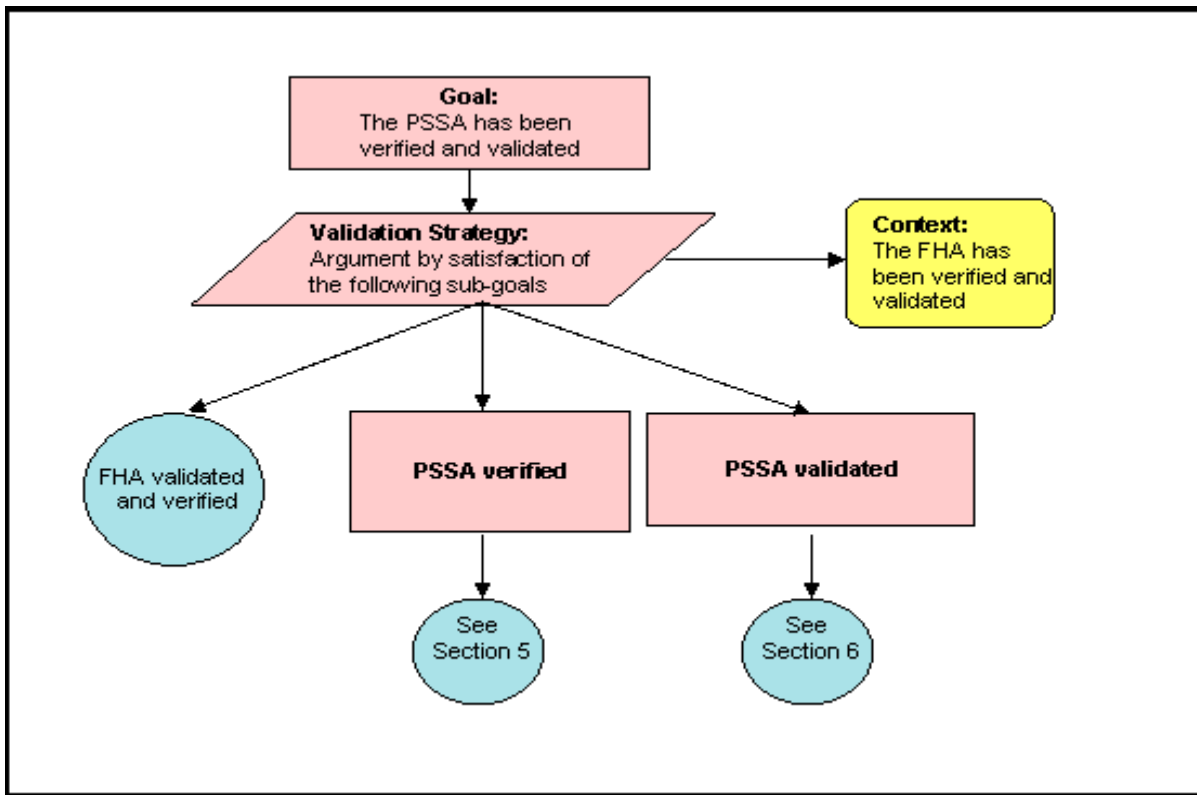 Goal:
The PSSA has been
verified and validated
Validation Strategy:
Argument by satisfaction of
the following sub-goals
Context:
The FHA has
been verified and
validated
FHA validated
and verified
PSSA verified
PSSA validated
See
Section 5
See
Section 6